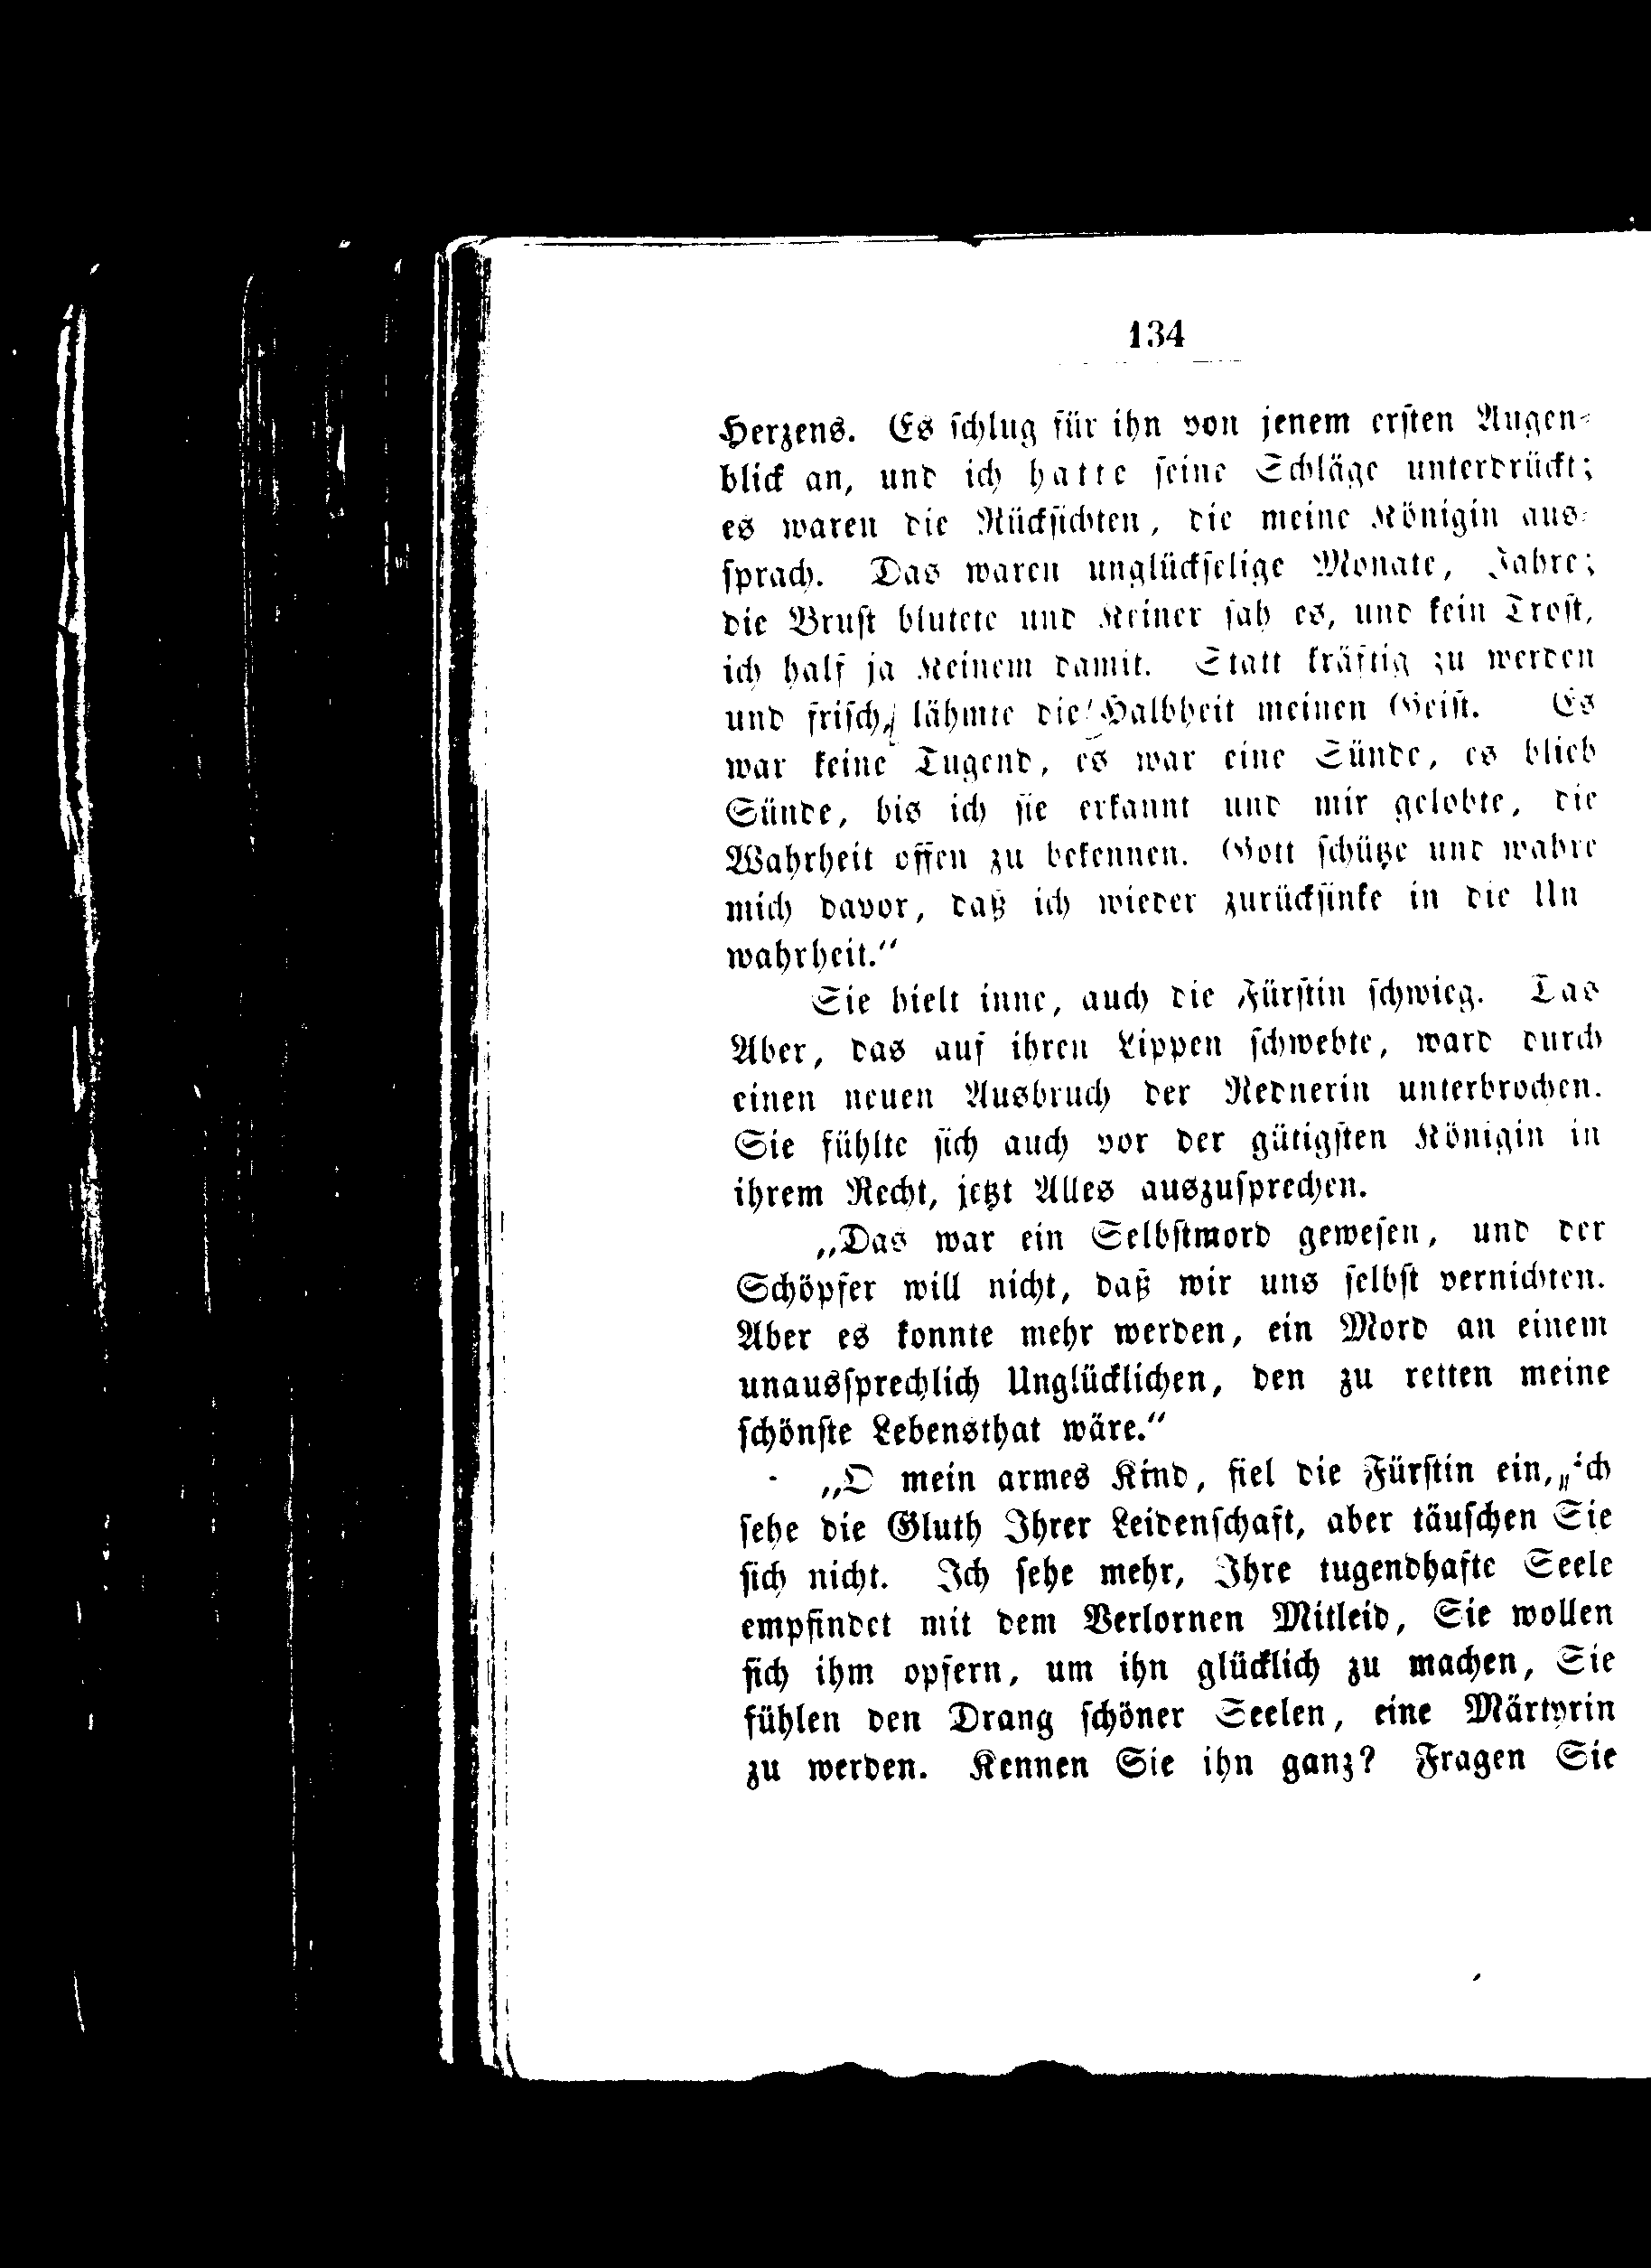 134
Herzens. Es ſchlug für ihn von jenem erſten Augen-
blick an, und ich hatte ſeine Schläge unterdrückt;
es waren die Rückſichten, die meine Königin aus-
ſprach. Das waren unglückſelige Monate, Jahre;
die Bruſt blutete und Keiner ſah es, und kein Troſt,
ich half ja Keinem damit. Statt kräftig zu werden
und friſch, lähmte die Halbheit meinen Geiſt. Es
war keine Tugend, es war eine Sünde, es blieb
Sünde, bis ich ſie erkannt und mir gelobte, die
Wahrheit offen zu bekennen. Gott ſchütze und wahre
mich davor, daß ich wieder zurückſinke in die Un
wahrheit.“
Sie hielt inne, auch die Fürſtin ſchwieg. Das
Aber, das auf ihren Lippen ſchwebte, ward durch
einen neuen Ausbruch der Rednerin unterbrochen.
Sie fühlte ſich auch vor der gütigſten Königin in
ihrem Recht, jetzt Alles auszuſprechen.
„Das war ein Selbſtmord geweſen, und der
Schöpfer will nicht, daß wir uns ſelbſt vernichten.
Aber es konnte mehr werden, ein Mord an einem
unausſprechlich Unglücklichen, den zu retten meine
ſchönſte Lebensthat wäre.“
„O mein armes Kind, fiel die Fürſtin ein, „ich
ſehe die Gluth Ihrer Leidenſchaft, aber täuſchen Sie
ſich nicht. Ich ſehe mehr, Ihre tugendhafte Seele
empfindet mit dem Verlornen Mitleid, Sie wollen
ſich ihm opfern, um ihn glücklich zu machen, Sie
fühlen den Drang ſchöner Seelen, eine Märtyrin
zu werden. Kennen Sie ihn ganz? Fragen Sie